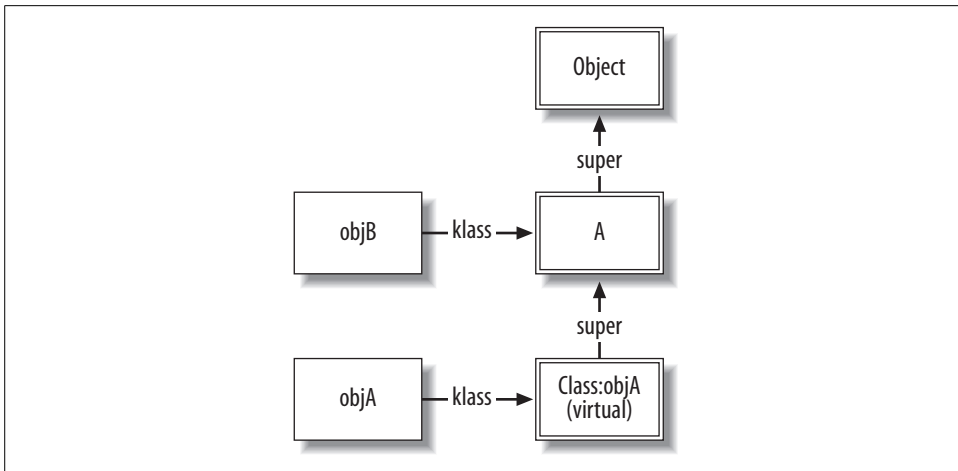 Object
super
objB
klass
A
super
objA
klass
Class:objA
(virtual)